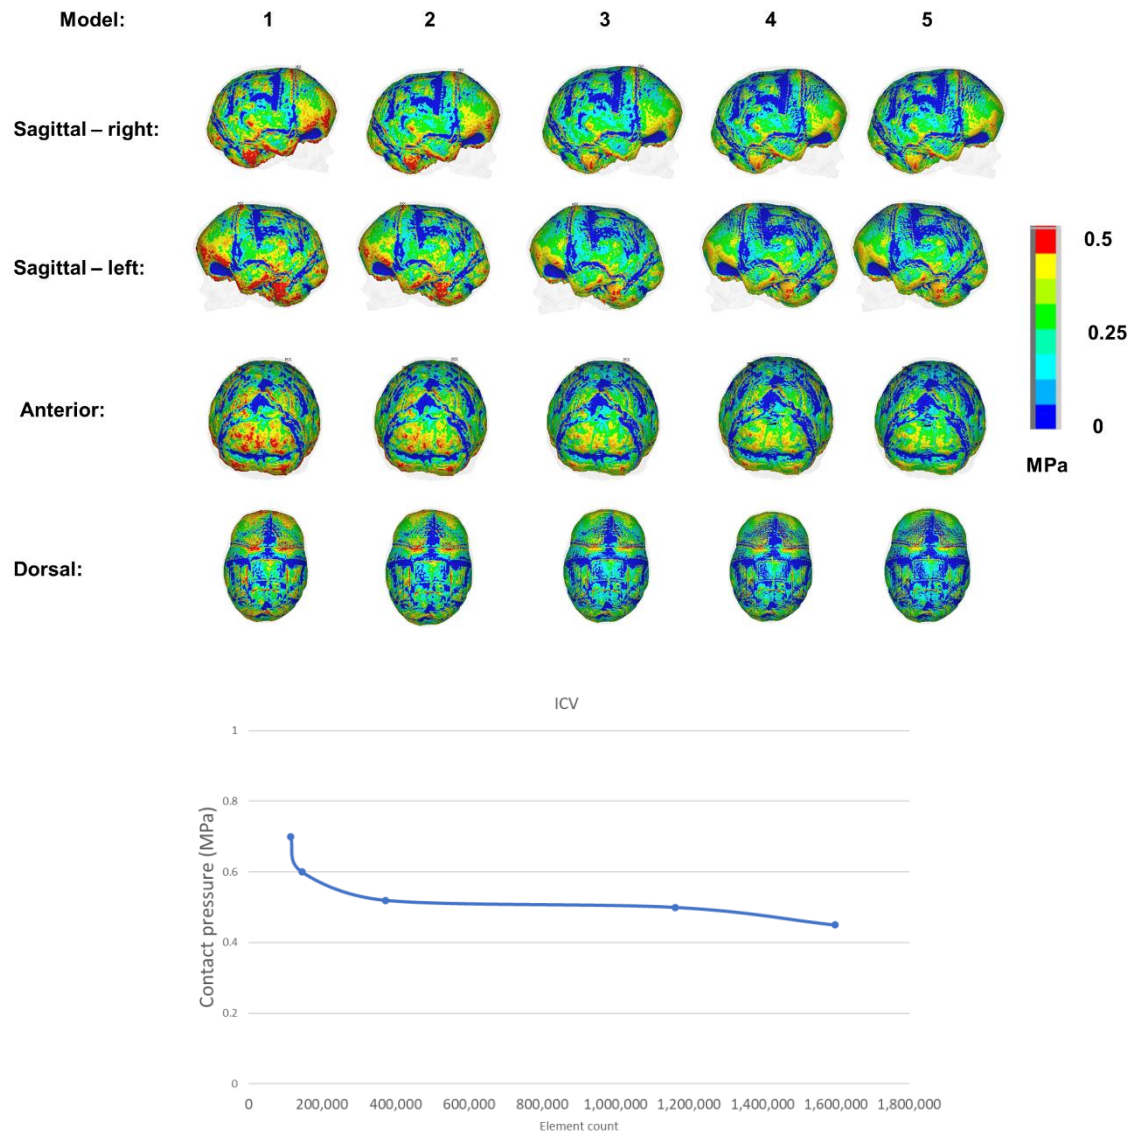 Model: 1 2 3 4 5
Sagittal – right:
Sagittal – left:
Anterior:
Dorsal:
0.5
0.25
0
MPa
ICV
Contact pressure (MPa)
1
0.8
0.6
0.4
0.2
0
0 200,000 400,000 600,000 800,000 1,000,000 1,200,000 1,400,000 1,600,000 1,800,000
Element count